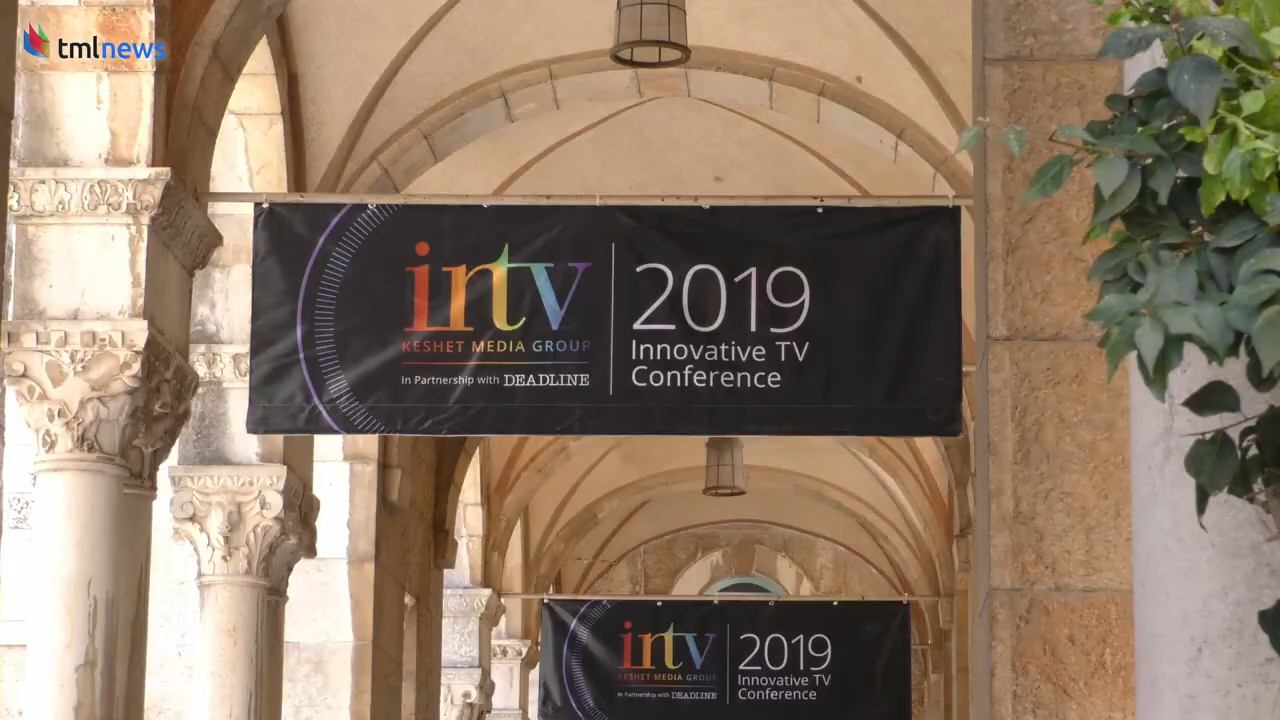 tmlnews
intv
KESHET MEDIA GROUP
In Partnership with DEADLINE
2019
Innovative TV
Conference
intv
KESHET MEDIA GROUP
In Partnership with DEADLINE
2019
Innovative TV
Conference